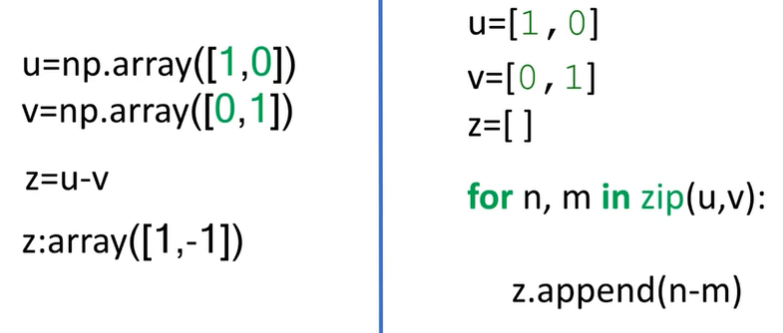 u=np.array([1,0])
v=np.array([0,1])
z=u-v
z:array([1,-1])
u=[1,0]
v=[0,1]
z=[]
for n, m in zip(u,v):
z.append(n-m)